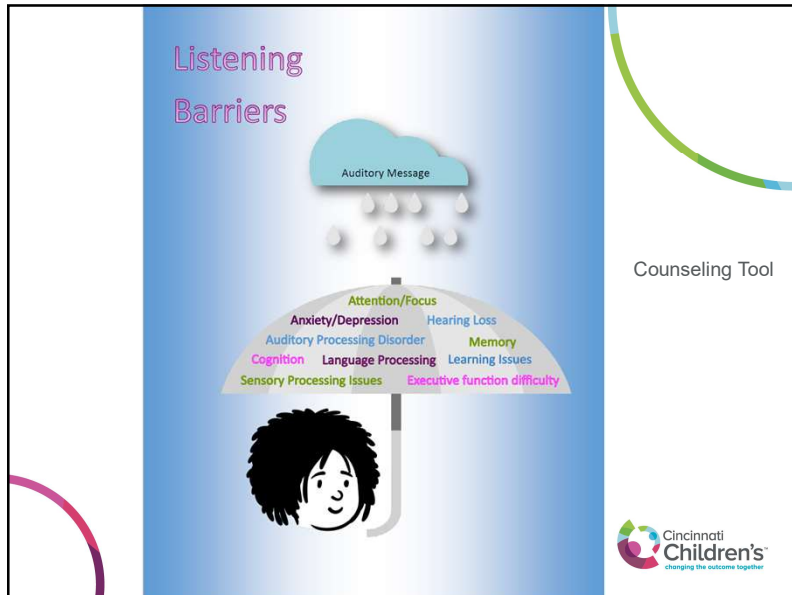 Listening
Barriers
Auditory Message
Counseling Tool
Attention/Focus
Anxiety/Depression Hearing Loss
Auditory Processing Disorder Memory
Cognition Language Processing Learning Issues
Sensory Processing Issues Executive function difficulty
Cincinnati
Children's™
changing the outcome together